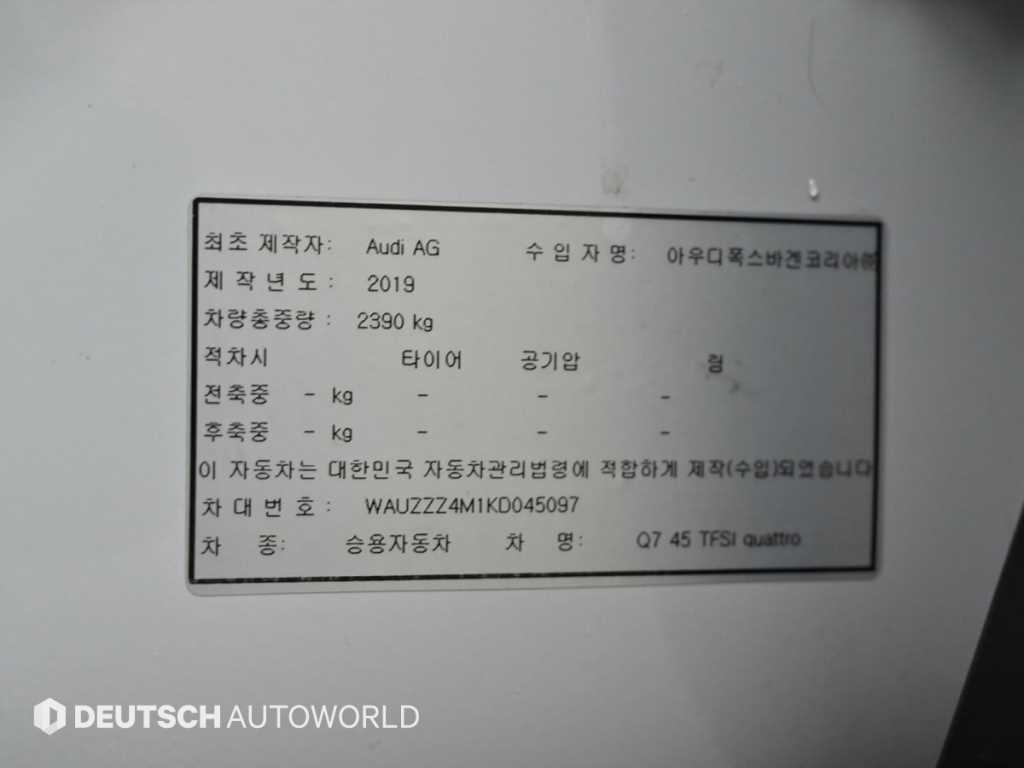 최초 제작자: Audi AG 수 입 자 명: 아우디폭스바겐코리아㈜
제 작 년 도 : 2019
차량총중량 : 2390 kg
적차시 타이어 공기압 림
전축중 - kg - - -
후축중 - kg - - -
이 자동차는 대한민국 자동차관리법령에 적합하게 제작(수입)되었습니다
차 대 번 호 : WAUZZZ4M1KD045097
차 종: 승용자동차 차 명: Q7 45 TFSI quattro
DEUTSCH AUTOWORLD